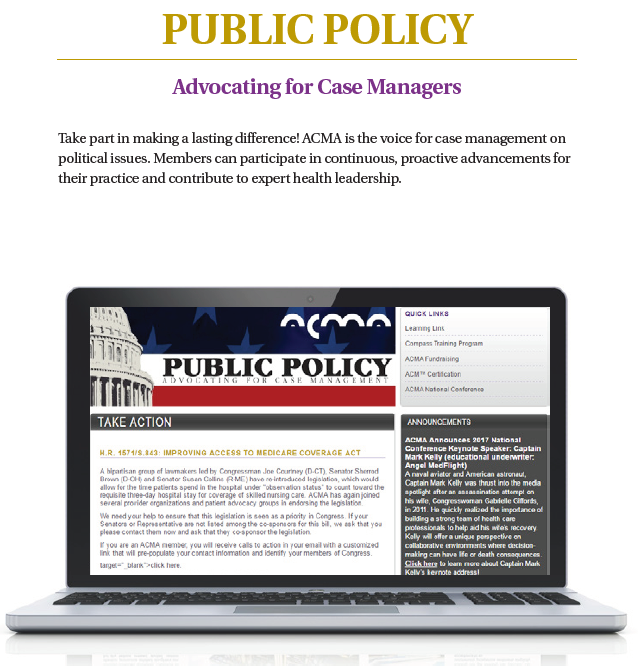 PUBLIC POLICY
Advocating for Case Managers
Take part in making a lasting difference! ACMA is the voice for case management on
political issues. Members can participate in continuous, proactive advancements for
their practice and contribute to expert health leadership.
acma
PUBLIC POLICY
ADVOCATING FOR CASE MANAGEMENT
TAKE ACTION
H.R. 1571/S.843: IMPROVING ACCESS TO MEDICARE COVERAGE ACT
A bipartisan group of lawmakers led by Congressman Joe Courtney (D-CT), Senator Sherrod
Brown (D-OH) and Senator Susan Collins (R-ME) have re-introduced legislation, which would
allow for the time patients spend in the hospital under "observation status" to count toward the
requisite three-day hospital stay for coverage of skilled nursing care. ACMA has again joined
several provider organizations and patient advocacy groups in endorsing the legislation.
We need your help to ensure that this legislation is seen as a priority in Congress. If your
Senators or Representative are not listed among the co-sponsors for this bill, we ask that you
please contact them now and ask that they co-sponsor the legislation.
If you are an ACMA member, you will receive calls to action in your email with a customized
link that will pre-populate your contact information and identify your members of Congress.
target="_blank">click here.
QUICK LINKS
Learning Link
Compass Training Program
ACMA Fundraising
ACM™ Certification
ACMA National Conference
ANNOUNCEMENTS
ACMA Announces 2017 National
Conference Keynote Speaker: Captain
Mark Kelly (educational underwriter:
Angel MedFlight)
A naval aviator and American astronaut,
Captain Mark Kelly was thrust into the media
spotlight after an assassination attempt on
his wife, Congresswoman Gabrielle Giffords,
in 2011. He quickly realized the importance of
building a strong team of health care
professionals to help aid his wife's recovery.
Kelly will offer a unique perspective on
collaborative environments where decision-
making can have life or death consequences.
Click here to learn more about Captain Mark
Kelly's keynote address!